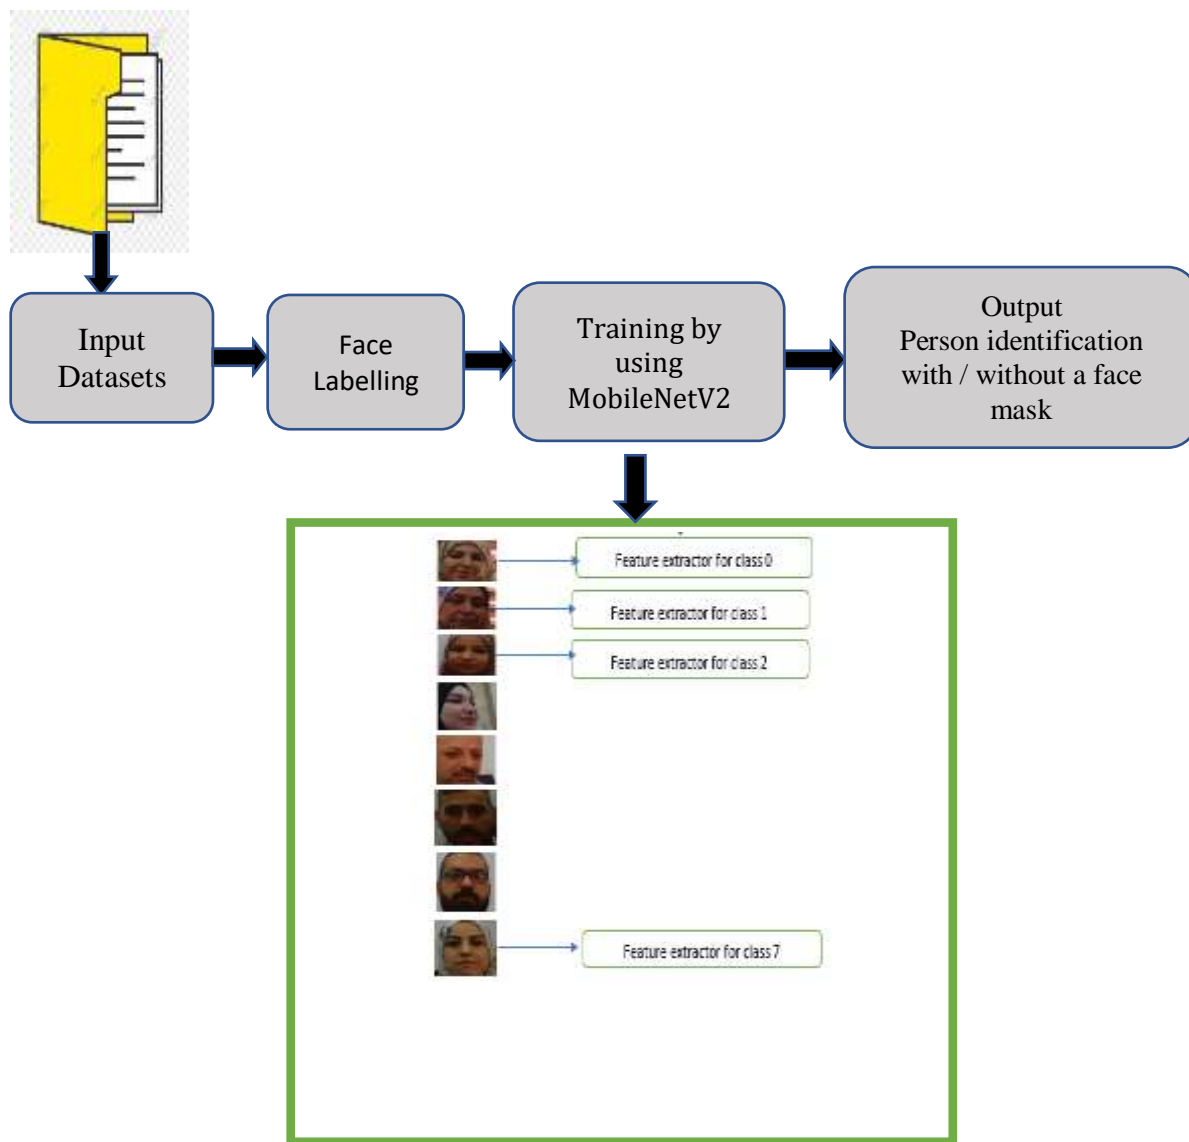 Input
Datasets
Face
Labelling
Training by
using
MobileNetV2
Output
Person identification
with / without a face
mask
Feature extractor for class 0
Feature extractor for class 1
Feature extractor for class 2
Feature extractor for class 7